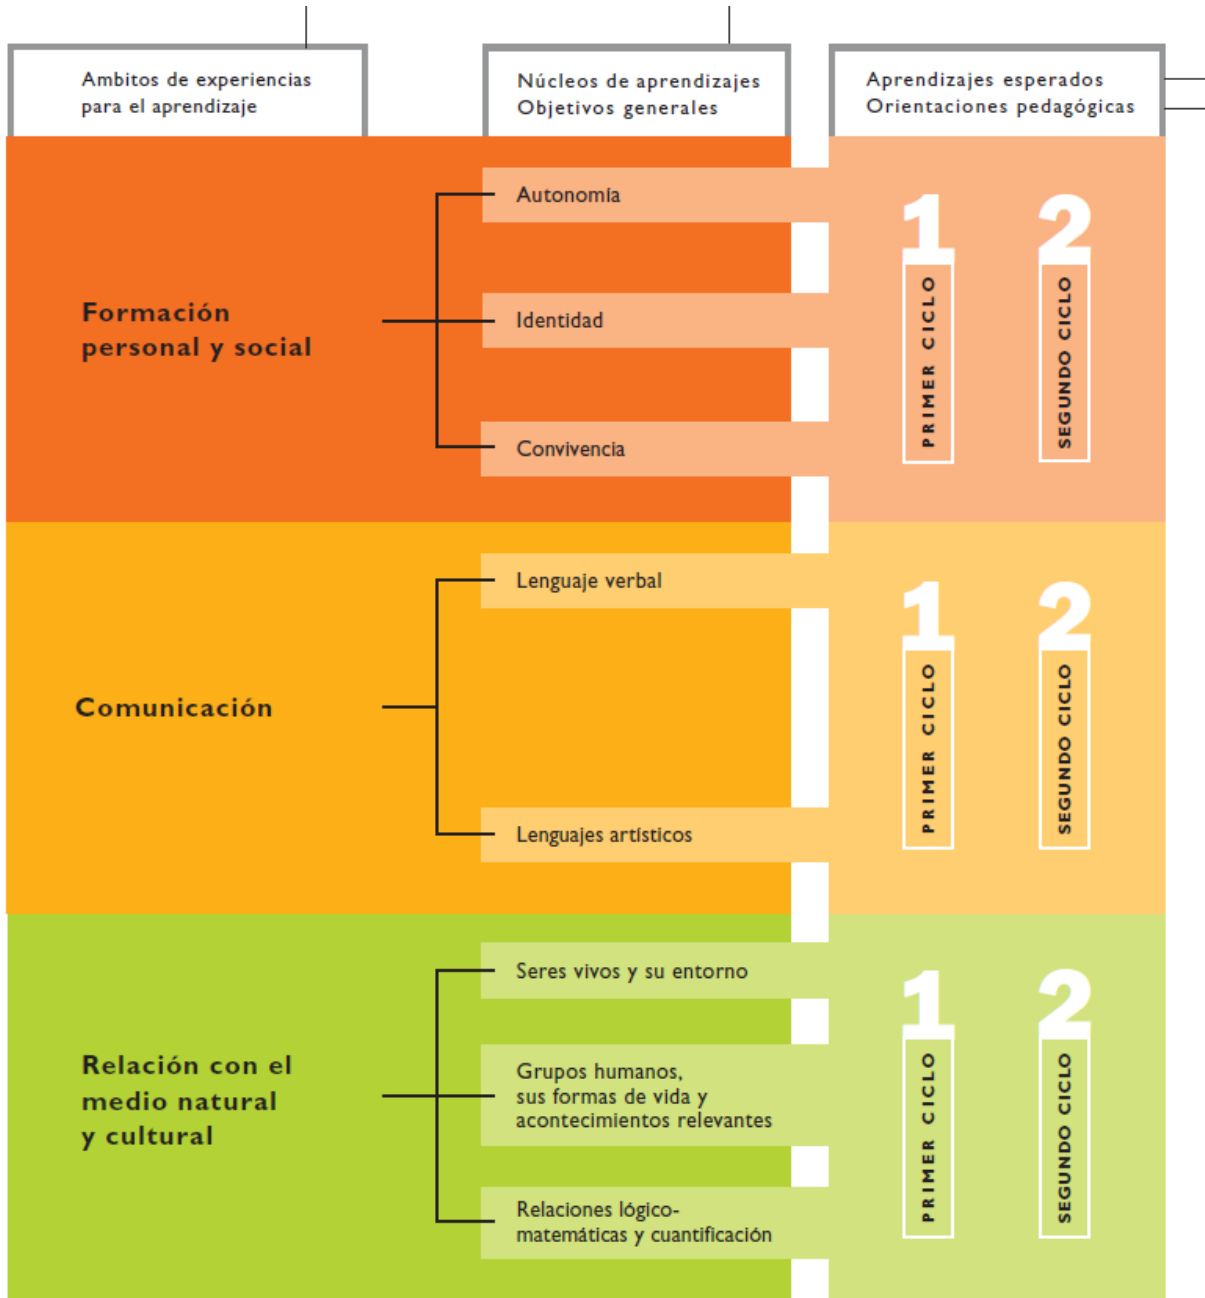 Ambitos de experiencias
para el aprendizaje
Núcleos de aprendizajes
Objetivos generales
Aprendizajes esperados
Orientaciones pedagógicas
Formación
personal y social
Autonomía
Identidad
Convivencia
1
PRIMER CICLO
2
SEGUNDO CICLO
Comunicación
Lenguaje verbal
Lenguajes artísticos
1
PRIMER CICLO
2
SEGUNDO CICLO
Relación con el
medio natural
y cultural
Seres vivos y su entorno
Grupos humanos,
sus formas de vida y
acontecimientos relevantes
Relaciones lógico-
matemáticas y cuantificación
1
PRIMER CICLO
2
SEGUNDO CICLO